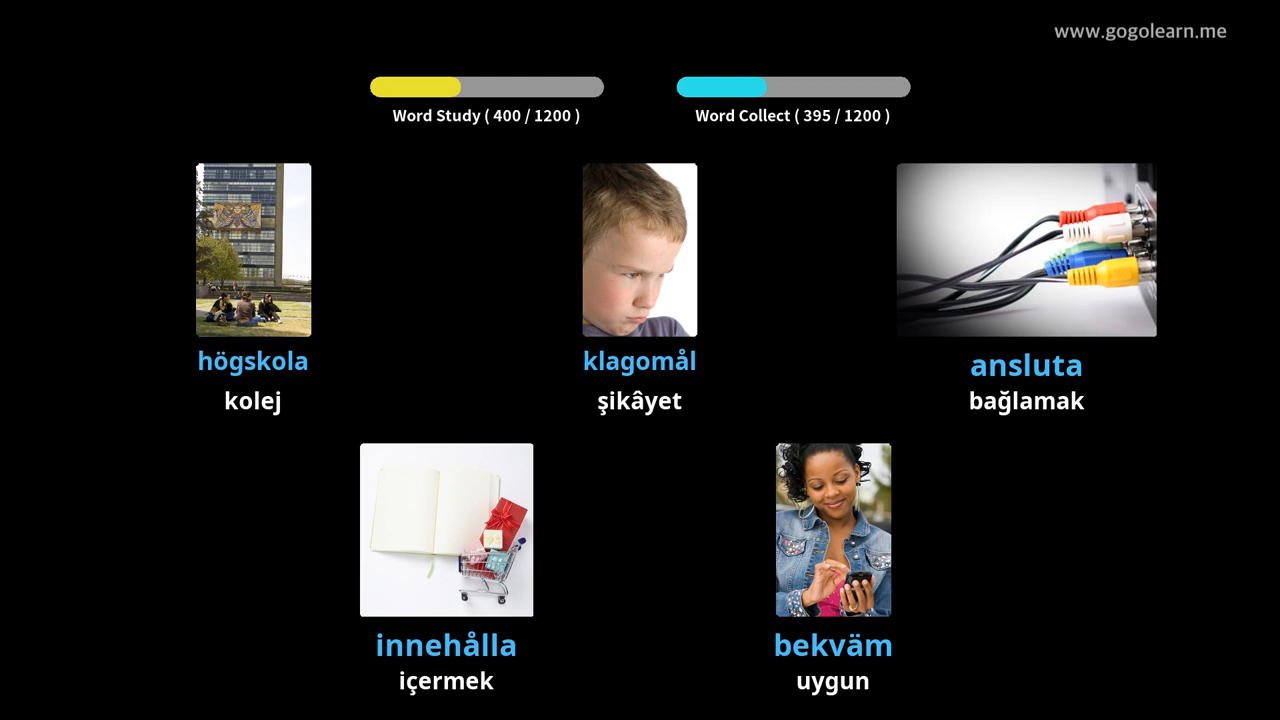 www.gogolearn.me
Word Study ( 400 / 1200 )
Word Collect ( 395 / 1200 )
högskola
kolej
klagomål
şikâyet
ansluta
bağlamak
innehålla
içermek
bekväm
uygun